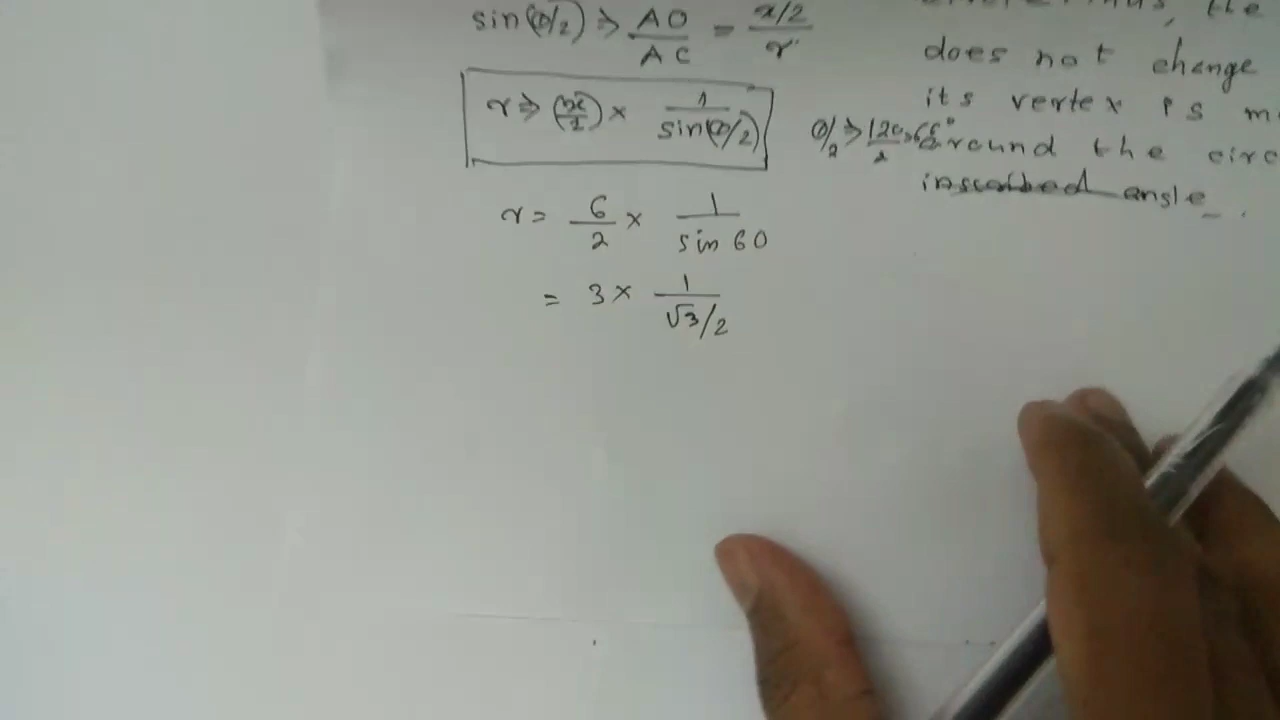 sin(θ/2) ⇒ AO/AC = x/2/r
r ⇒ (x/2) × 1/sin(θ/2)
θ/2 ⇒ 120/2 = 60°
r = 6/2 × 1/sin 60
= 3 × 1/√3/2
the
does not change
its vertex is
around the circ
inscribed angle